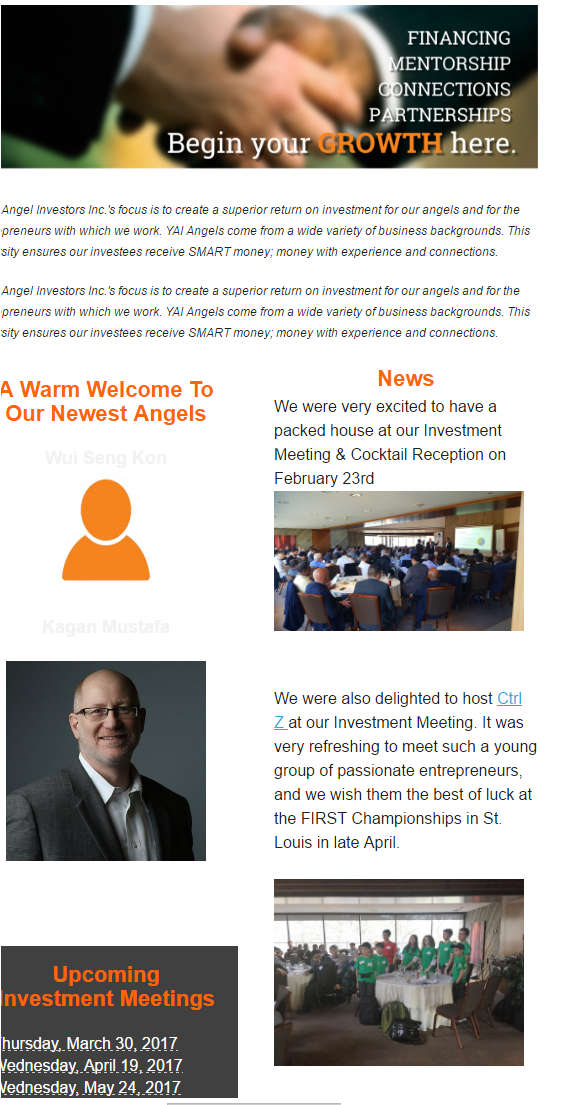 FINANCING
MENTORSHIP
CONNECTIONS
PARTNERSHIPS
Begin your GROWTH here.
Angel Investors Inc.'s focus is to create a superior return on investment for our angels and for the
preneurs with which we work. YAI Angels come from a wide variety of business backgrounds. This
sity ensures our investees receive SMART money; money with experience and connections.
Angel Investors Inc.'s focus is to create a superior return on investment for our angels and for the
preneurs with which we work. YAI Angels come from a wide variety of business backgrounds. This
sity ensures our investees receive SMART money; money with experience and connections.
A Warm Welcome To
Our Newest Angels
Wui Seng Kon
Kagan Mustafa
Upcoming
Investment Meetings
hursday, March 30, 2017
Wednesday, April 19, 2017
Wednesday, May 24, 2017
News
We were very excited to have a
packed house at our Investment
Meeting & Cocktail Reception on
February 23rd
We were also delighted to host Ctrl
Z at our Investment Meeting. It was
very refreshing to meet such a young
group of passionate entrepreneurs,
and we wish them the best of luck at
the FIRST Championships in St.
Louis in late April.